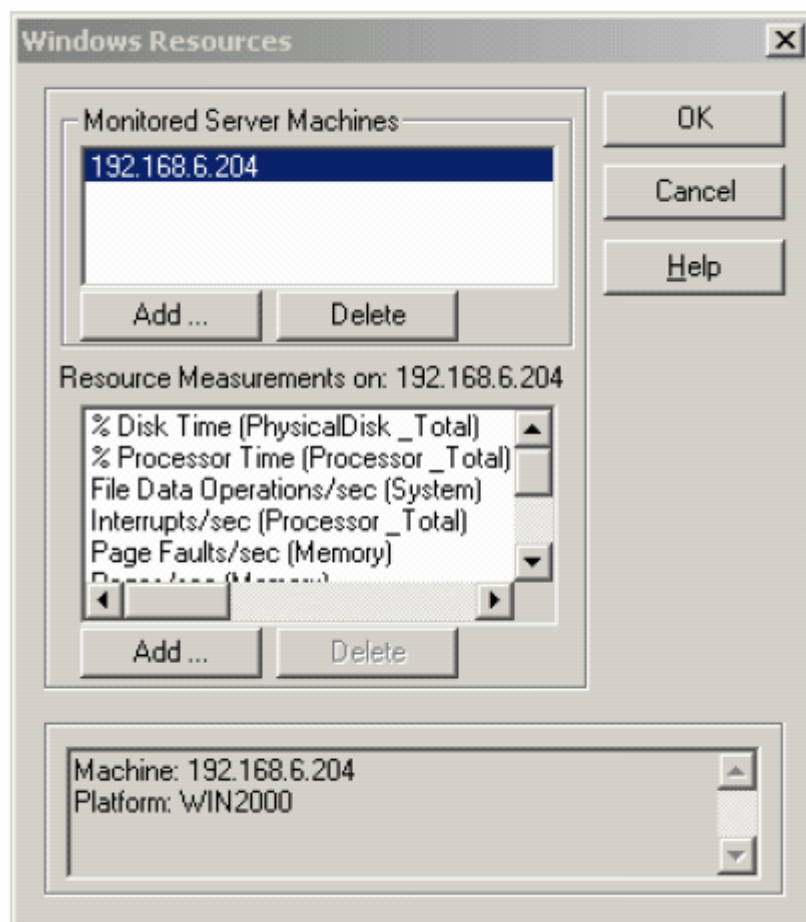 Windows Resources
Monitored Server Machines
192.168.6.204
Add ...
Delete
OK
Cancel
Help
Resource Measurements on: 192.168.6.204
% Disk Time (PhysicalDisk _Total)
% Processor Time (Processor _Total)
File Data Operations/sec (System)
Interrupts/sec (Processor _Total)
Page Faults/sec (Memory)
Add ...
Delete
Machine: 192.168.6.204
Platform: WIN2000